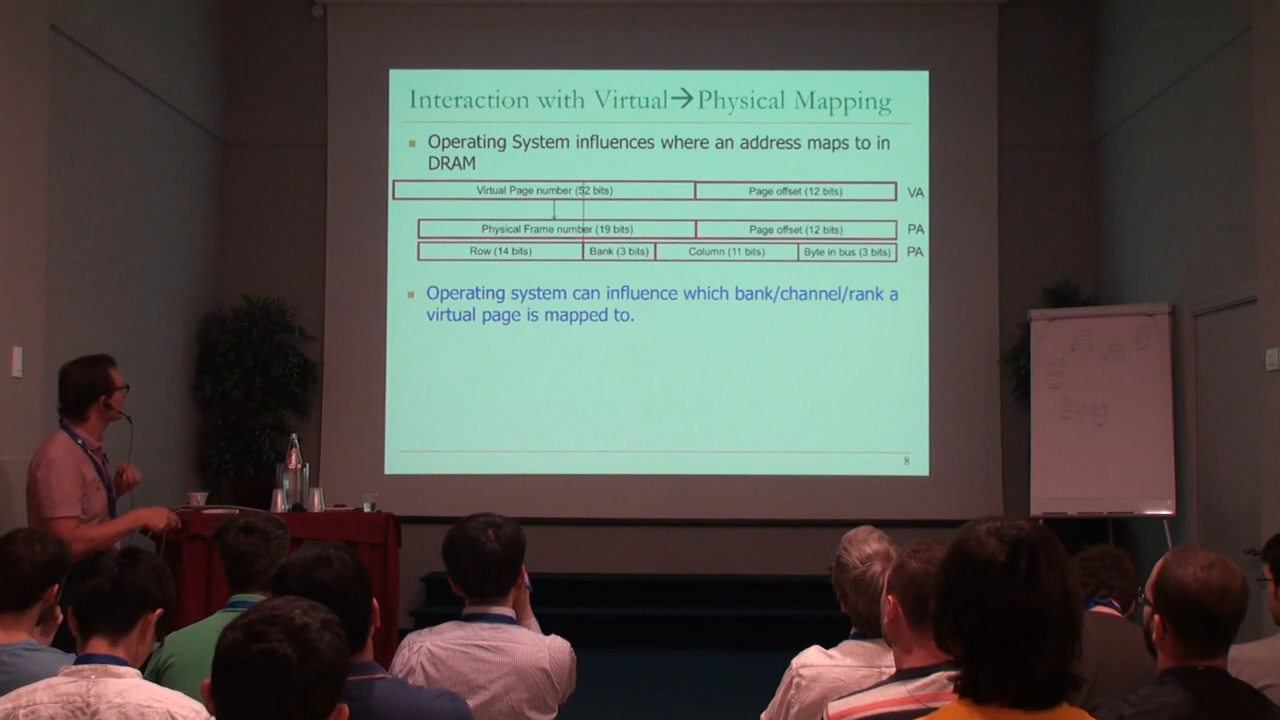 Interaction with Virtual→Physical Mapping
Operating System influences where an address maps to in
DRAM
Virtual Page number (52 bits) Page offset (12 bits) VA
Physical Frame number (19 bits) Page offset (12 bits) PA
Row (14 bits) Bank (3 bits) Column (11 bits) Byte in bus (3 bits) PA
Operating system can influence which bank/channel/rank a
virtual page is mapped to.
8